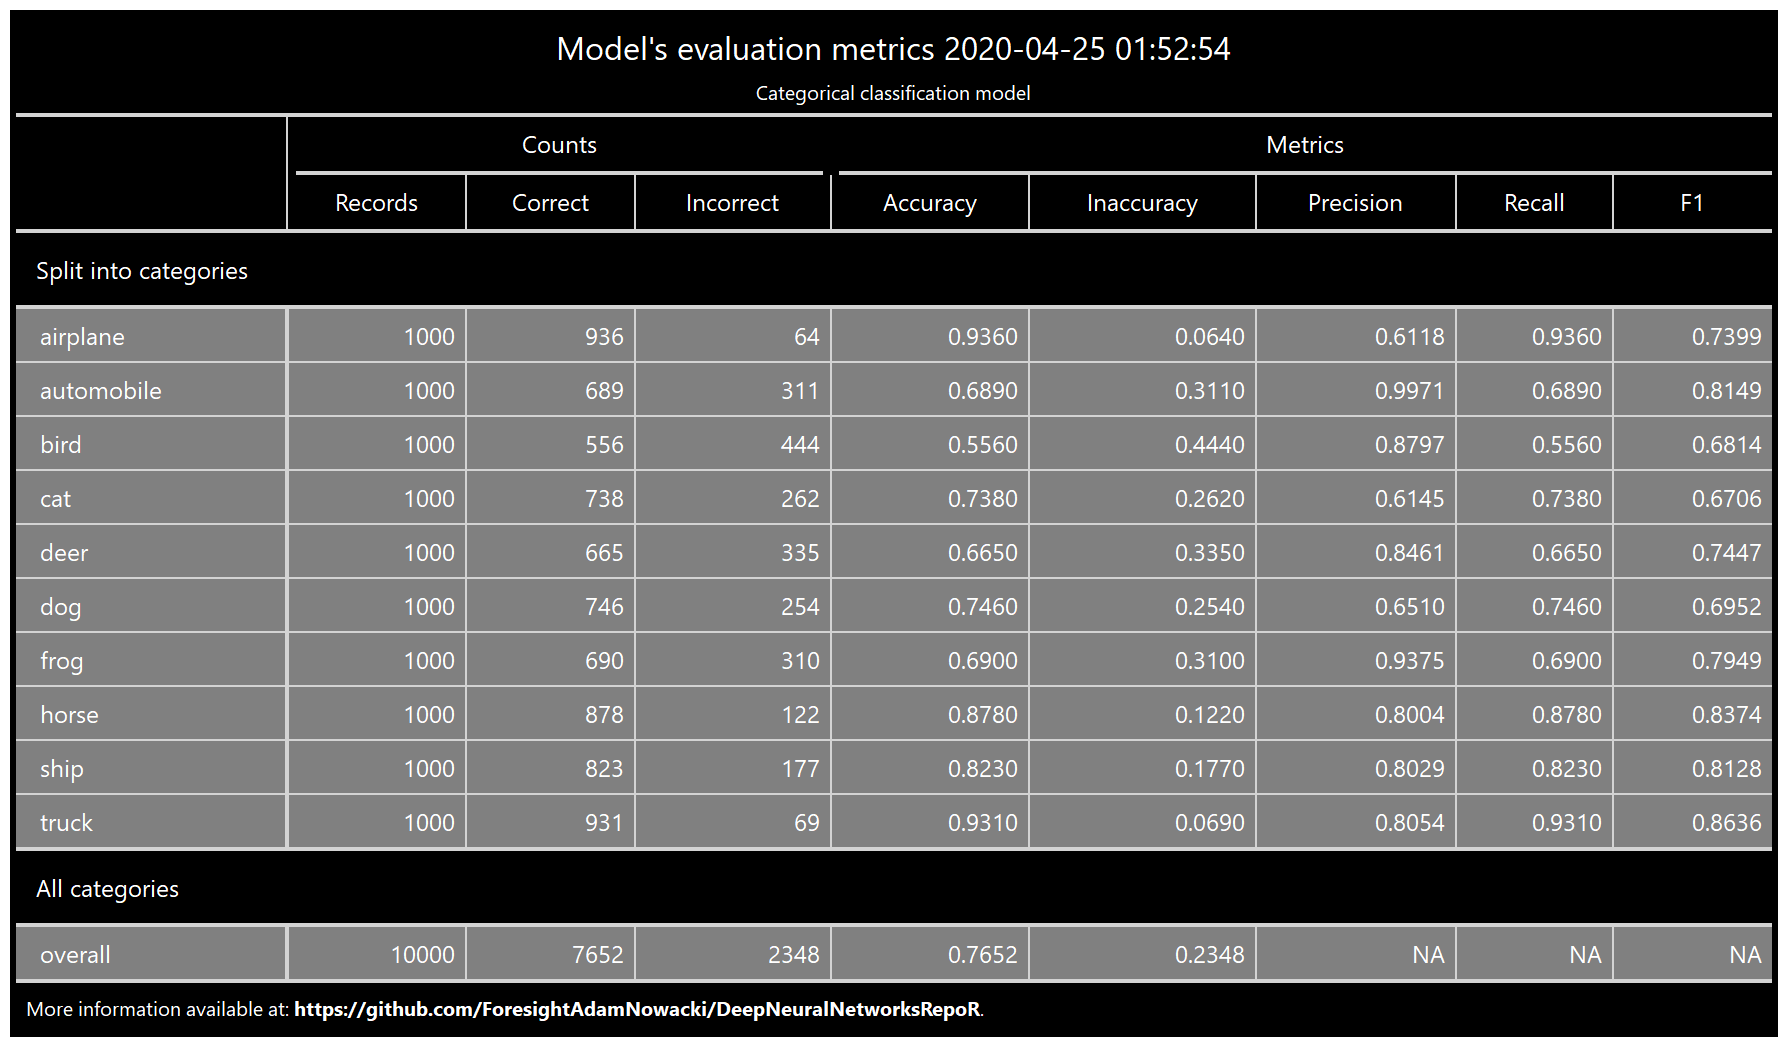 Model's evaluation metrics 2020-04-25 01:52:54
Categorical classification model
Counts Metrics
Records Correct Incorrect Accuracy Inaccuracy Precision Recall F1
Split into categories
airplane 1000 936 64 0.9360 0.0640 0.6118 0.9360 0.7399
automobile 1000 689 311 0.6890 0.3110 0.9971 0.6890 0.8149
bird 1000 556 444 0.5560 0.4440 0.8797 0.5560 0.6814
cat 1000 738 262 0.7380 0.2620 0.6145 0.7380 0.6706
deer 1000 665 335 0.6650 0.3350 0.8461 0.6650 0.7447
dog 1000 746 254 0.7460 0.2540 0.6510 0.7460 0.6952
frog 1000 690 310 0.6900 0.3100 0.9375 0.6900 0.7949
horse 1000 878 122 0.8780 0.1220 0.8004 0.8780 0.8374
ship 1000 823 177 0.8230 0.1770 0.8029 0.8230 0.8128
truck 1000 931 69 0.9310 0.0690 0.8054 0.9310 0.8636
All categories
overall 10000 7652 2348 0.7652 0.2348 NA NA NA
More information available at: https://github.com/ForesightAdamNowacki/DeepNeuralNetworksRepoR.